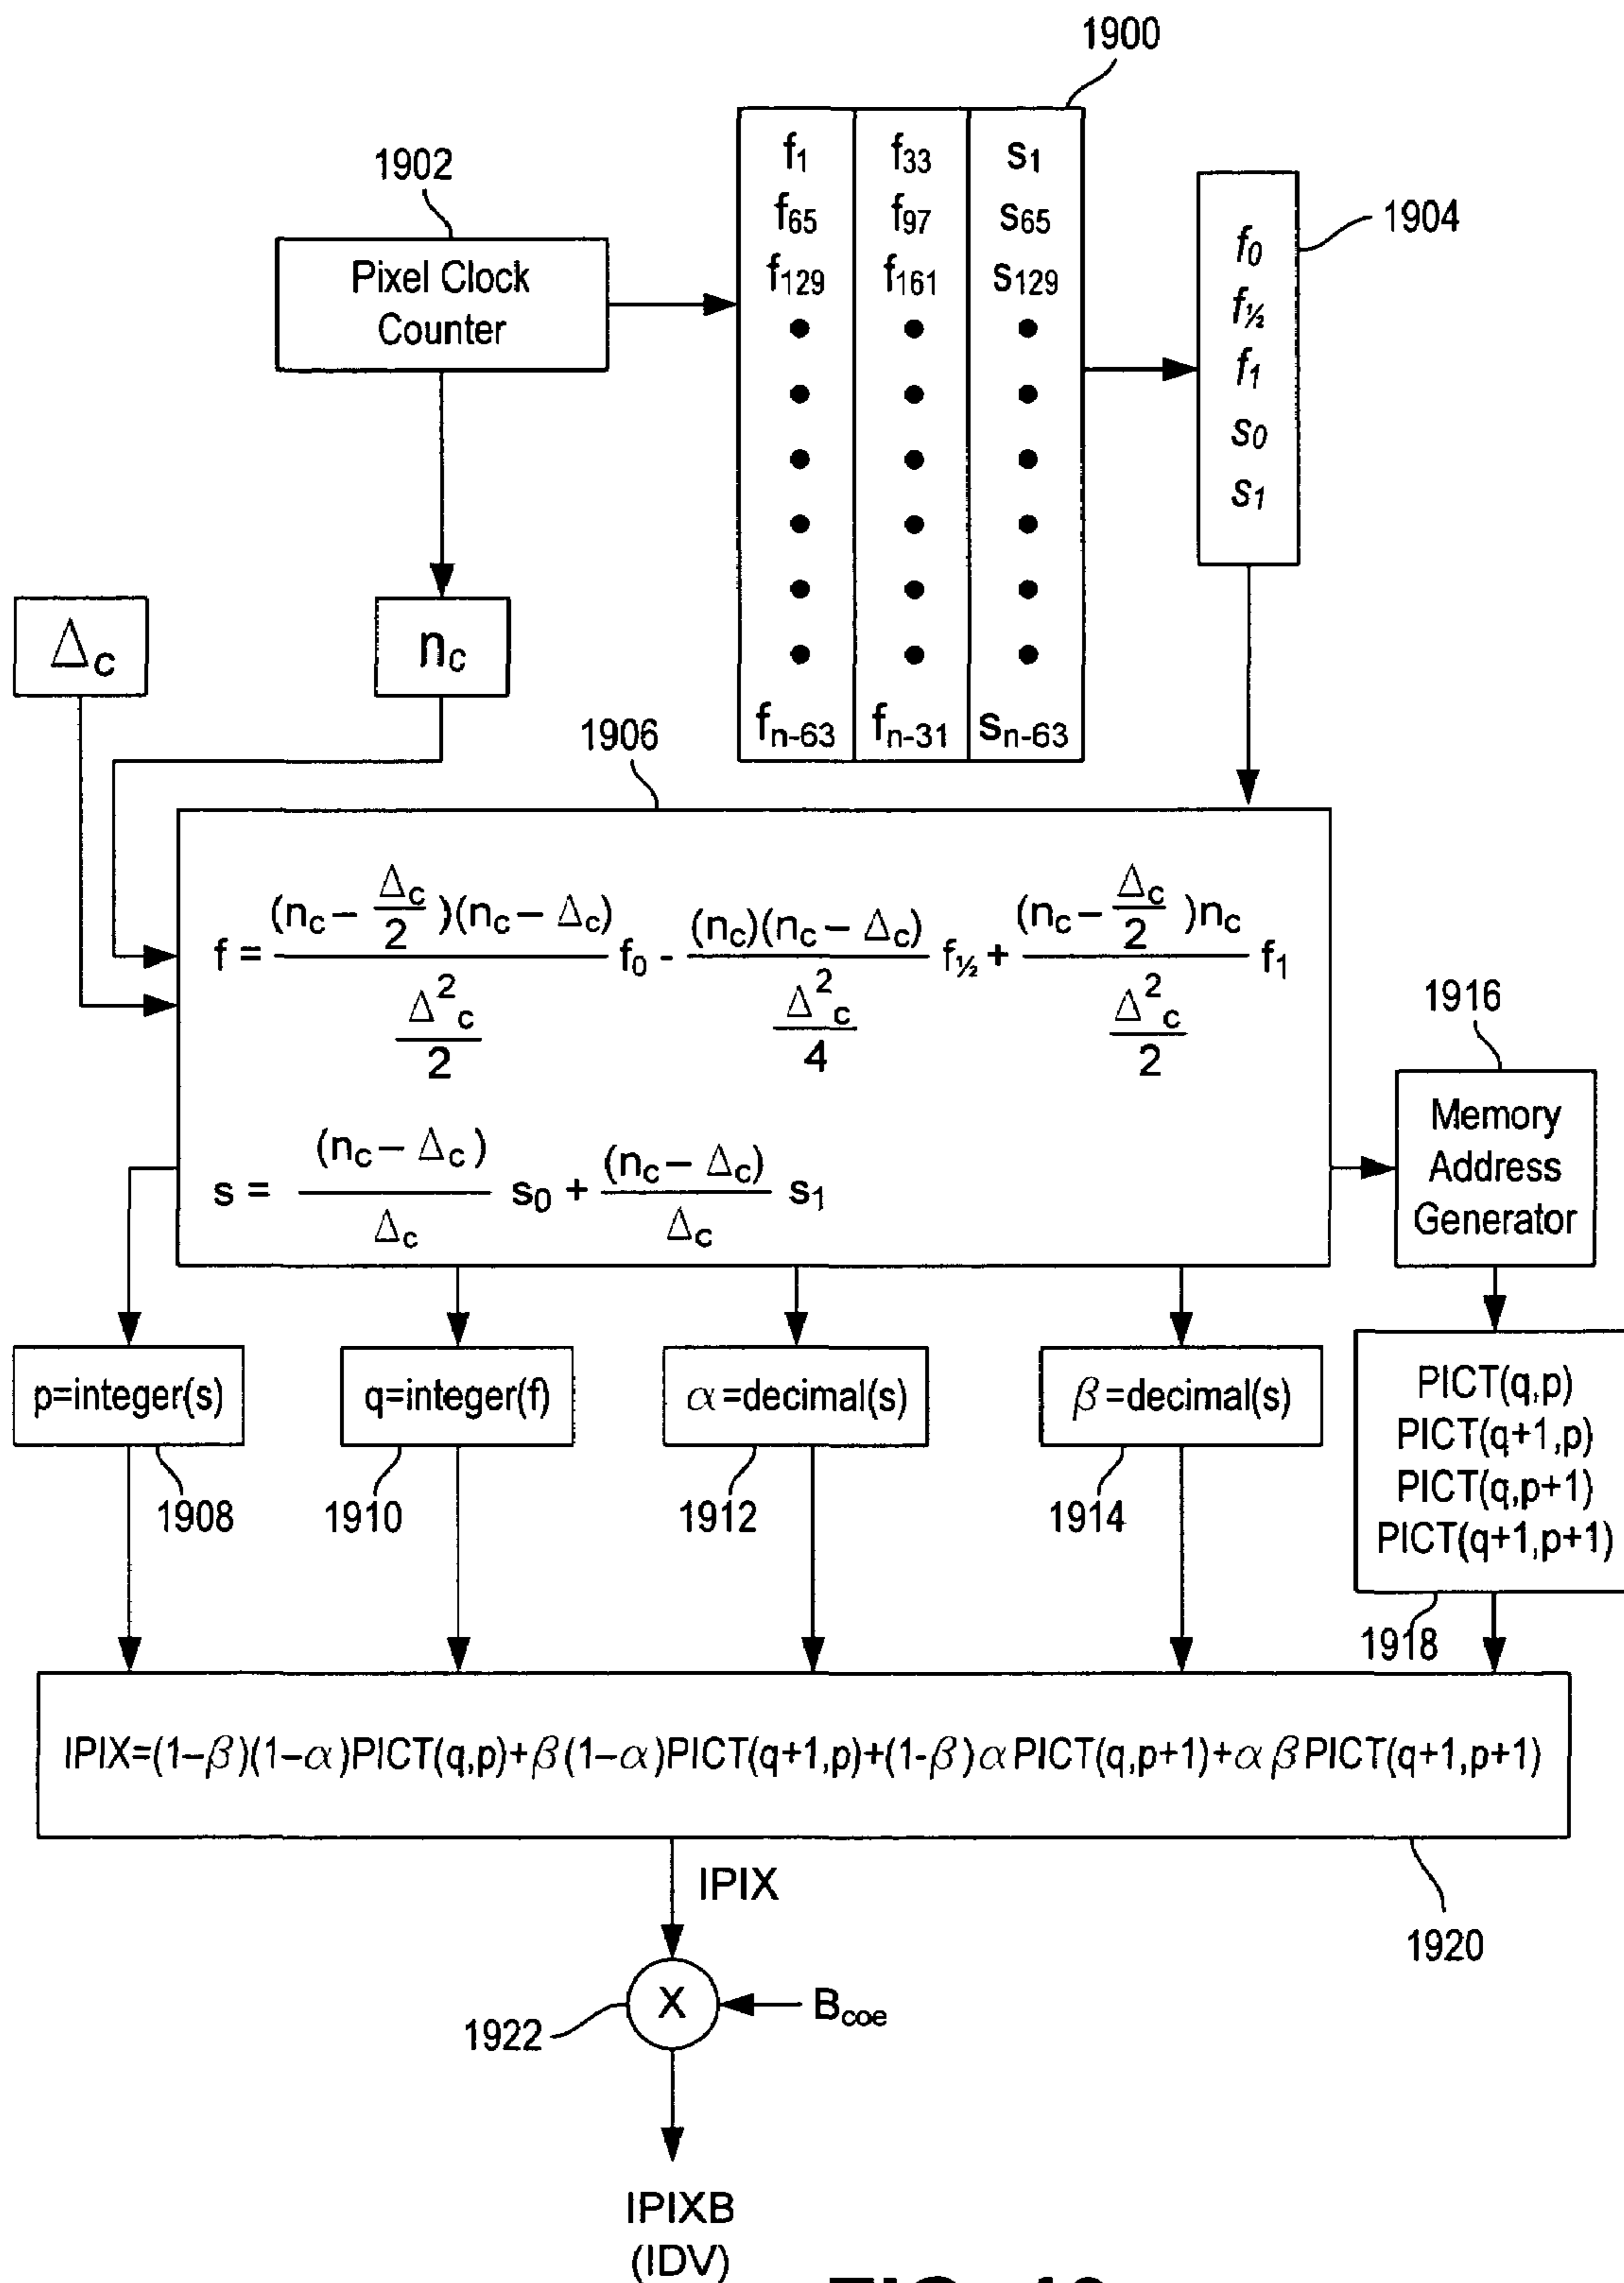 1900
f₁ f₃₃ s₁
f₆₅ f₉₇ s₆₅
f₁₂₉ f₁₆₁ s₁₂₉
fₙ₋₆₃ fₙ₋₃₁ sₙ₋₆₃
1902
Pixel Clock
Counter
1904
f₀
f½
f₁
s₀
s₁
Δc
nc
1906
f = (nc - Δc/2)(nc - Δc) / (Δ²c/2) f₀ - (nc)(nc - Δc) / (Δ²c/4) f½ + (nc - Δc/2)nc / (Δ²c/2) f₁
s = (nc - Δc) / Δc s₀ + (nc - Δc) / Δc s₁
1916
Memory
Address
Generator
p=integer(s)
1908
q=integer(f)
1910
α=decimal(s)
1912
β=decimal(s)
1914
PICT(q,p)
PICT(q+1,p)
PICT(q,p+1)
PICT(q+1,p+1)
1918
IPIX=(1-β)(1-α)PICT(q,p)+β(1-α)PICT(q+1,p)+(1-β)αPICT(q,p+1)+αβPICT(q+1,p+1)
1920
IPIX
X
1922
Bcoe
IPIXB
(IDV)